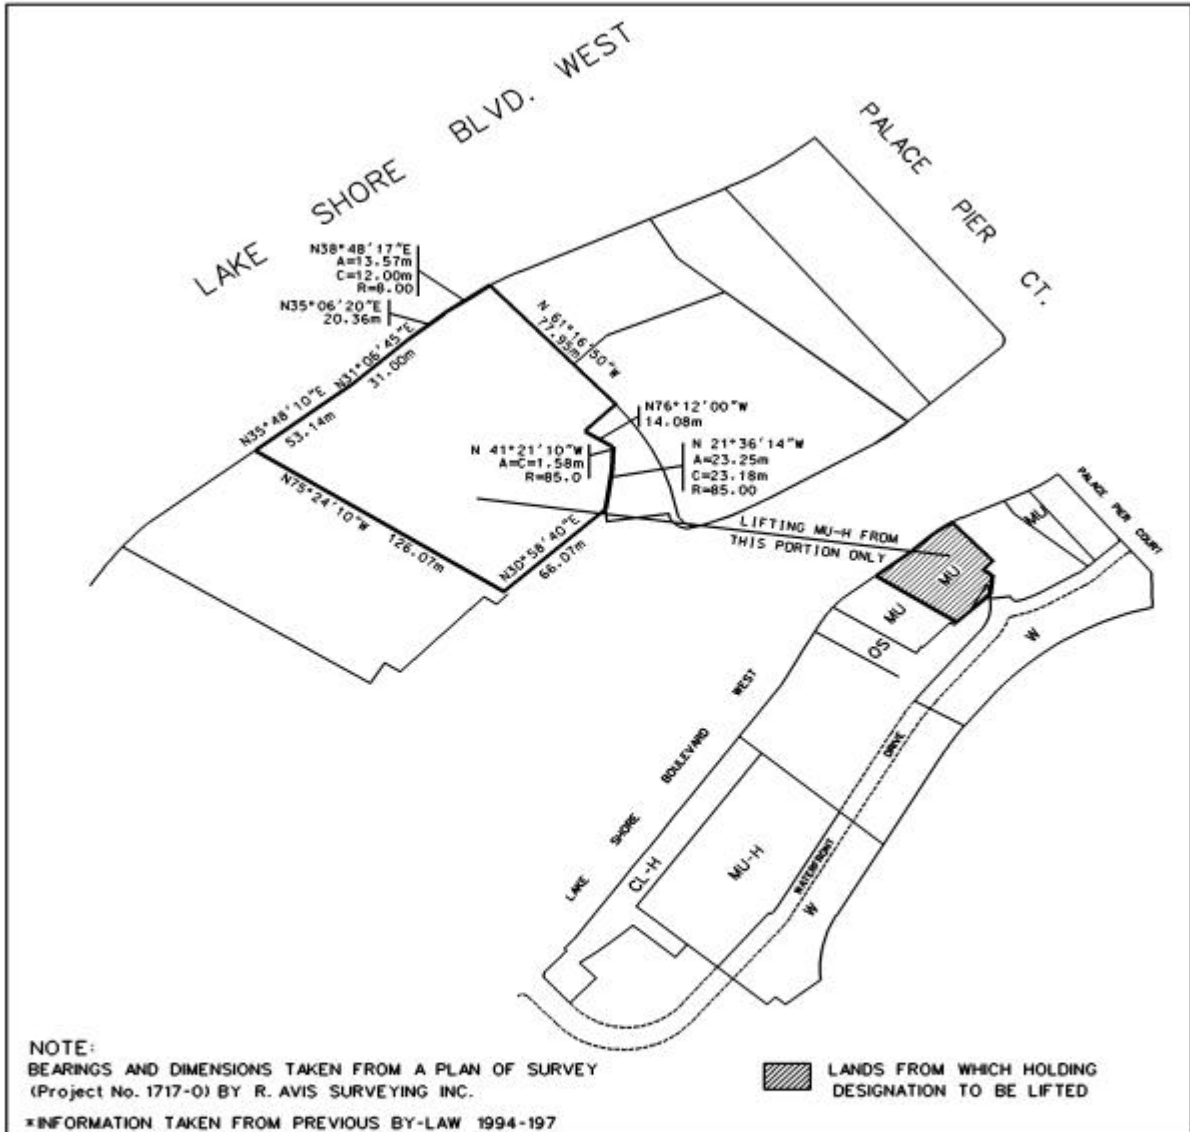 LAKE SHORE BLVD. WEST
PALACE PIER CT.
N38°48'17"E
A=13.57m
C=12.00m
R=8.00
N35°06'20"E
20.36m
N31°06'45"E
31.00m
N35°48'10"E
53.14m
N 61°16'50"W
77.95m
N76°12'00"W
14.08m
N 41°21'10"W
A=C=1.58m
R=85.0
N 21°36'14"W
A=23.25m
C=23.18m
R=85.00
N75°24'10"W
126.07m
N30°58'40"E
66.07m
LIFTING MU-H FROM
THIS PORTION ONLY
PALACE PIER COURT
MU
MU
MU
OS
W
LAKE SHORE BOULEVARD WEST
WATERFRONT DRIVE
CL-H
MU-H
W
NOTE:
BEARINGS AND DIMENSIONS TAKEN FROM A PLAN OF SURVEY
(Project No. 1717-0) BY R. AVIS SURVEYING INC.
*INFORMATION TAKEN FROM PREVIOUS BY-LAW 1994-197
LANDS FROM WHICH HOLDING
DESIGNATION TO BE LIFTED